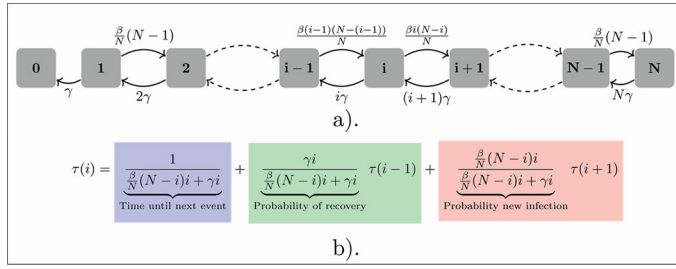 β/N (N − 1)
β(i−1)(N−(i−1))/N
βi(N−i)/N
β/N (N − 1)
0 1 2 i − 1 i i + 1 N − 1 N
γ 2γ iγ (i + 1)γ Nγ
a).
τ(i) = 1 / (β/N (N − i)i + γi) + γi / (β/N (N − i)i + γi) τ(i − 1) + β/N (N − i)i / (β/N (N − i)i + γi) τ(i + 1)
Time until next event Probability of recovery Probability new infection
b).